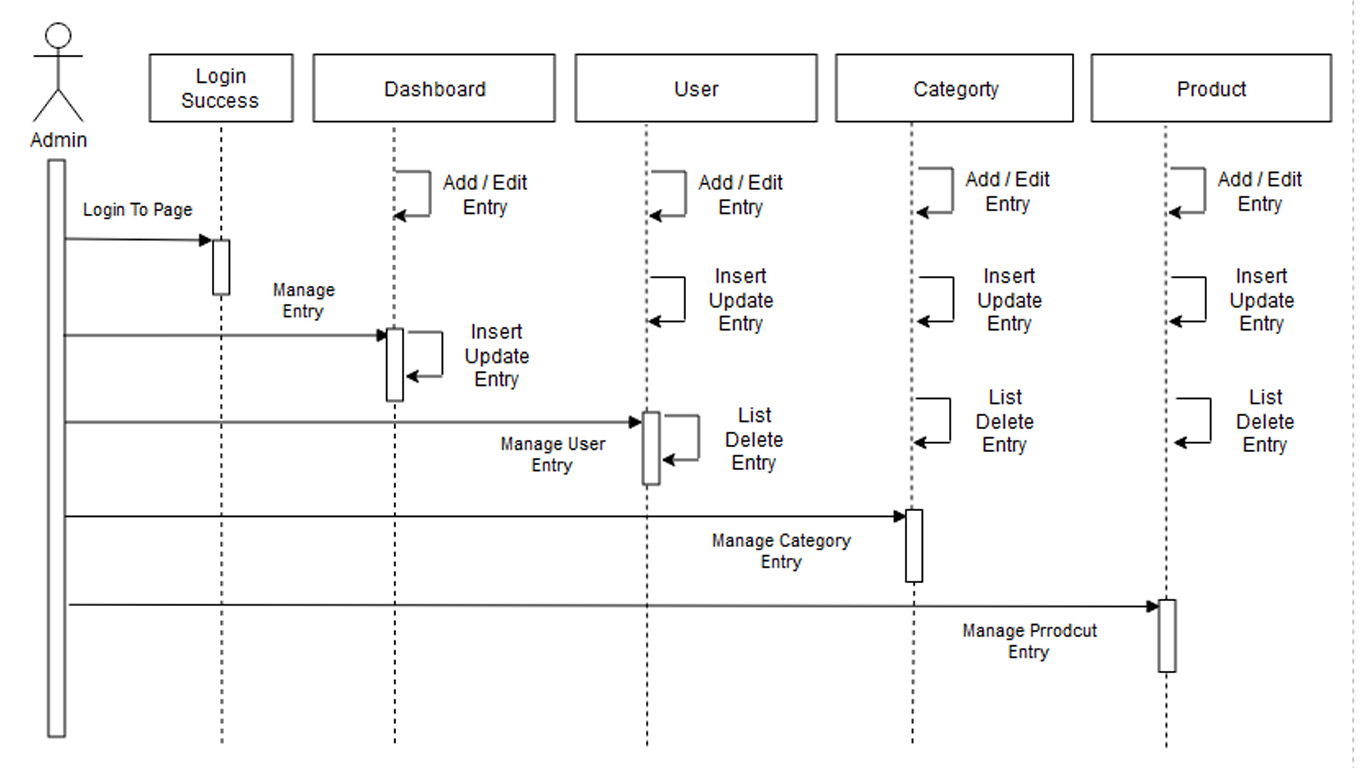 Login
Success
Dashboard
User
Categorty
Product
Admin
Add / Edit
Entry
Add / Edit
Entry
Add / Edit
Entry
Add / Edit
Entry
Login To Page
Manage
Entry
Insert
Update
Entry
Insert
Update
Entry
Insert
Update
Entry
Insert
Update
Entry
List
Delete
Entry
List
Delete
Entry
List
Delete
Entry
Manage User
Entry
Manage Category
Entry
Manage Prrodcut
Entry